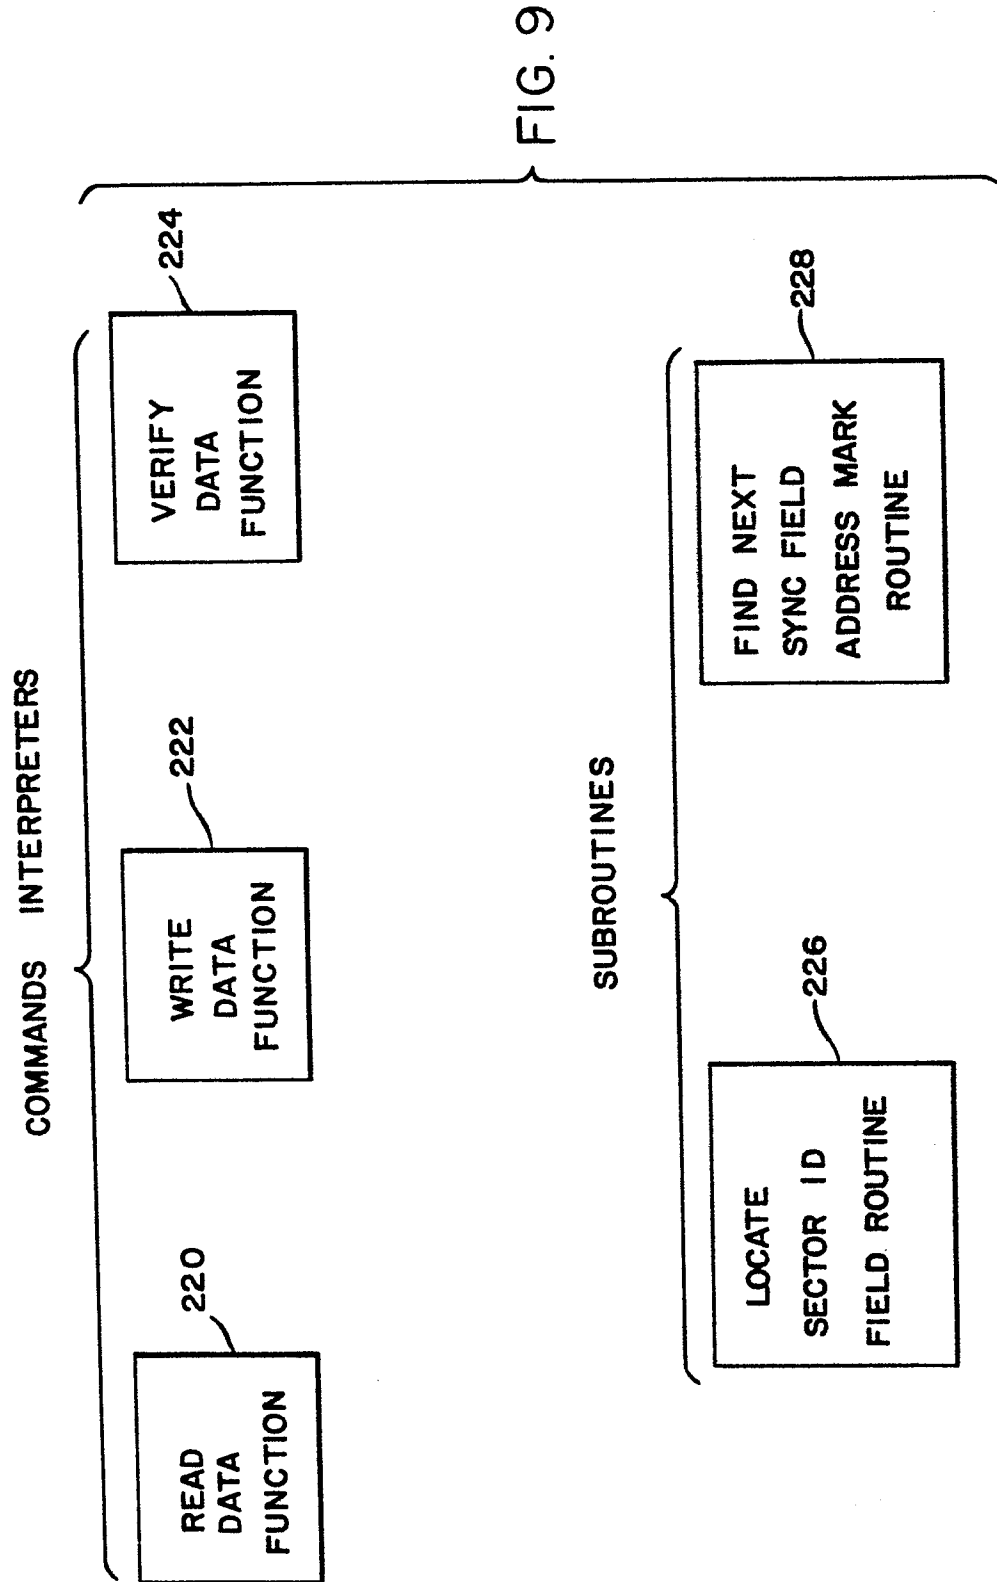 COMMANDS INTERPRETERS
220
READ
DATA
FUNCTION
222
WRITE
DATA
FUNCTION
224
VERIFY
DATA
FUNCTION
SUBROUTINES
226
LOCATE
SECTOR ID
FIELD ROUTINE
228
FIND NEXT
SYNC FIELD
ADDRESS MARK
ROUTINE
FIG. 9